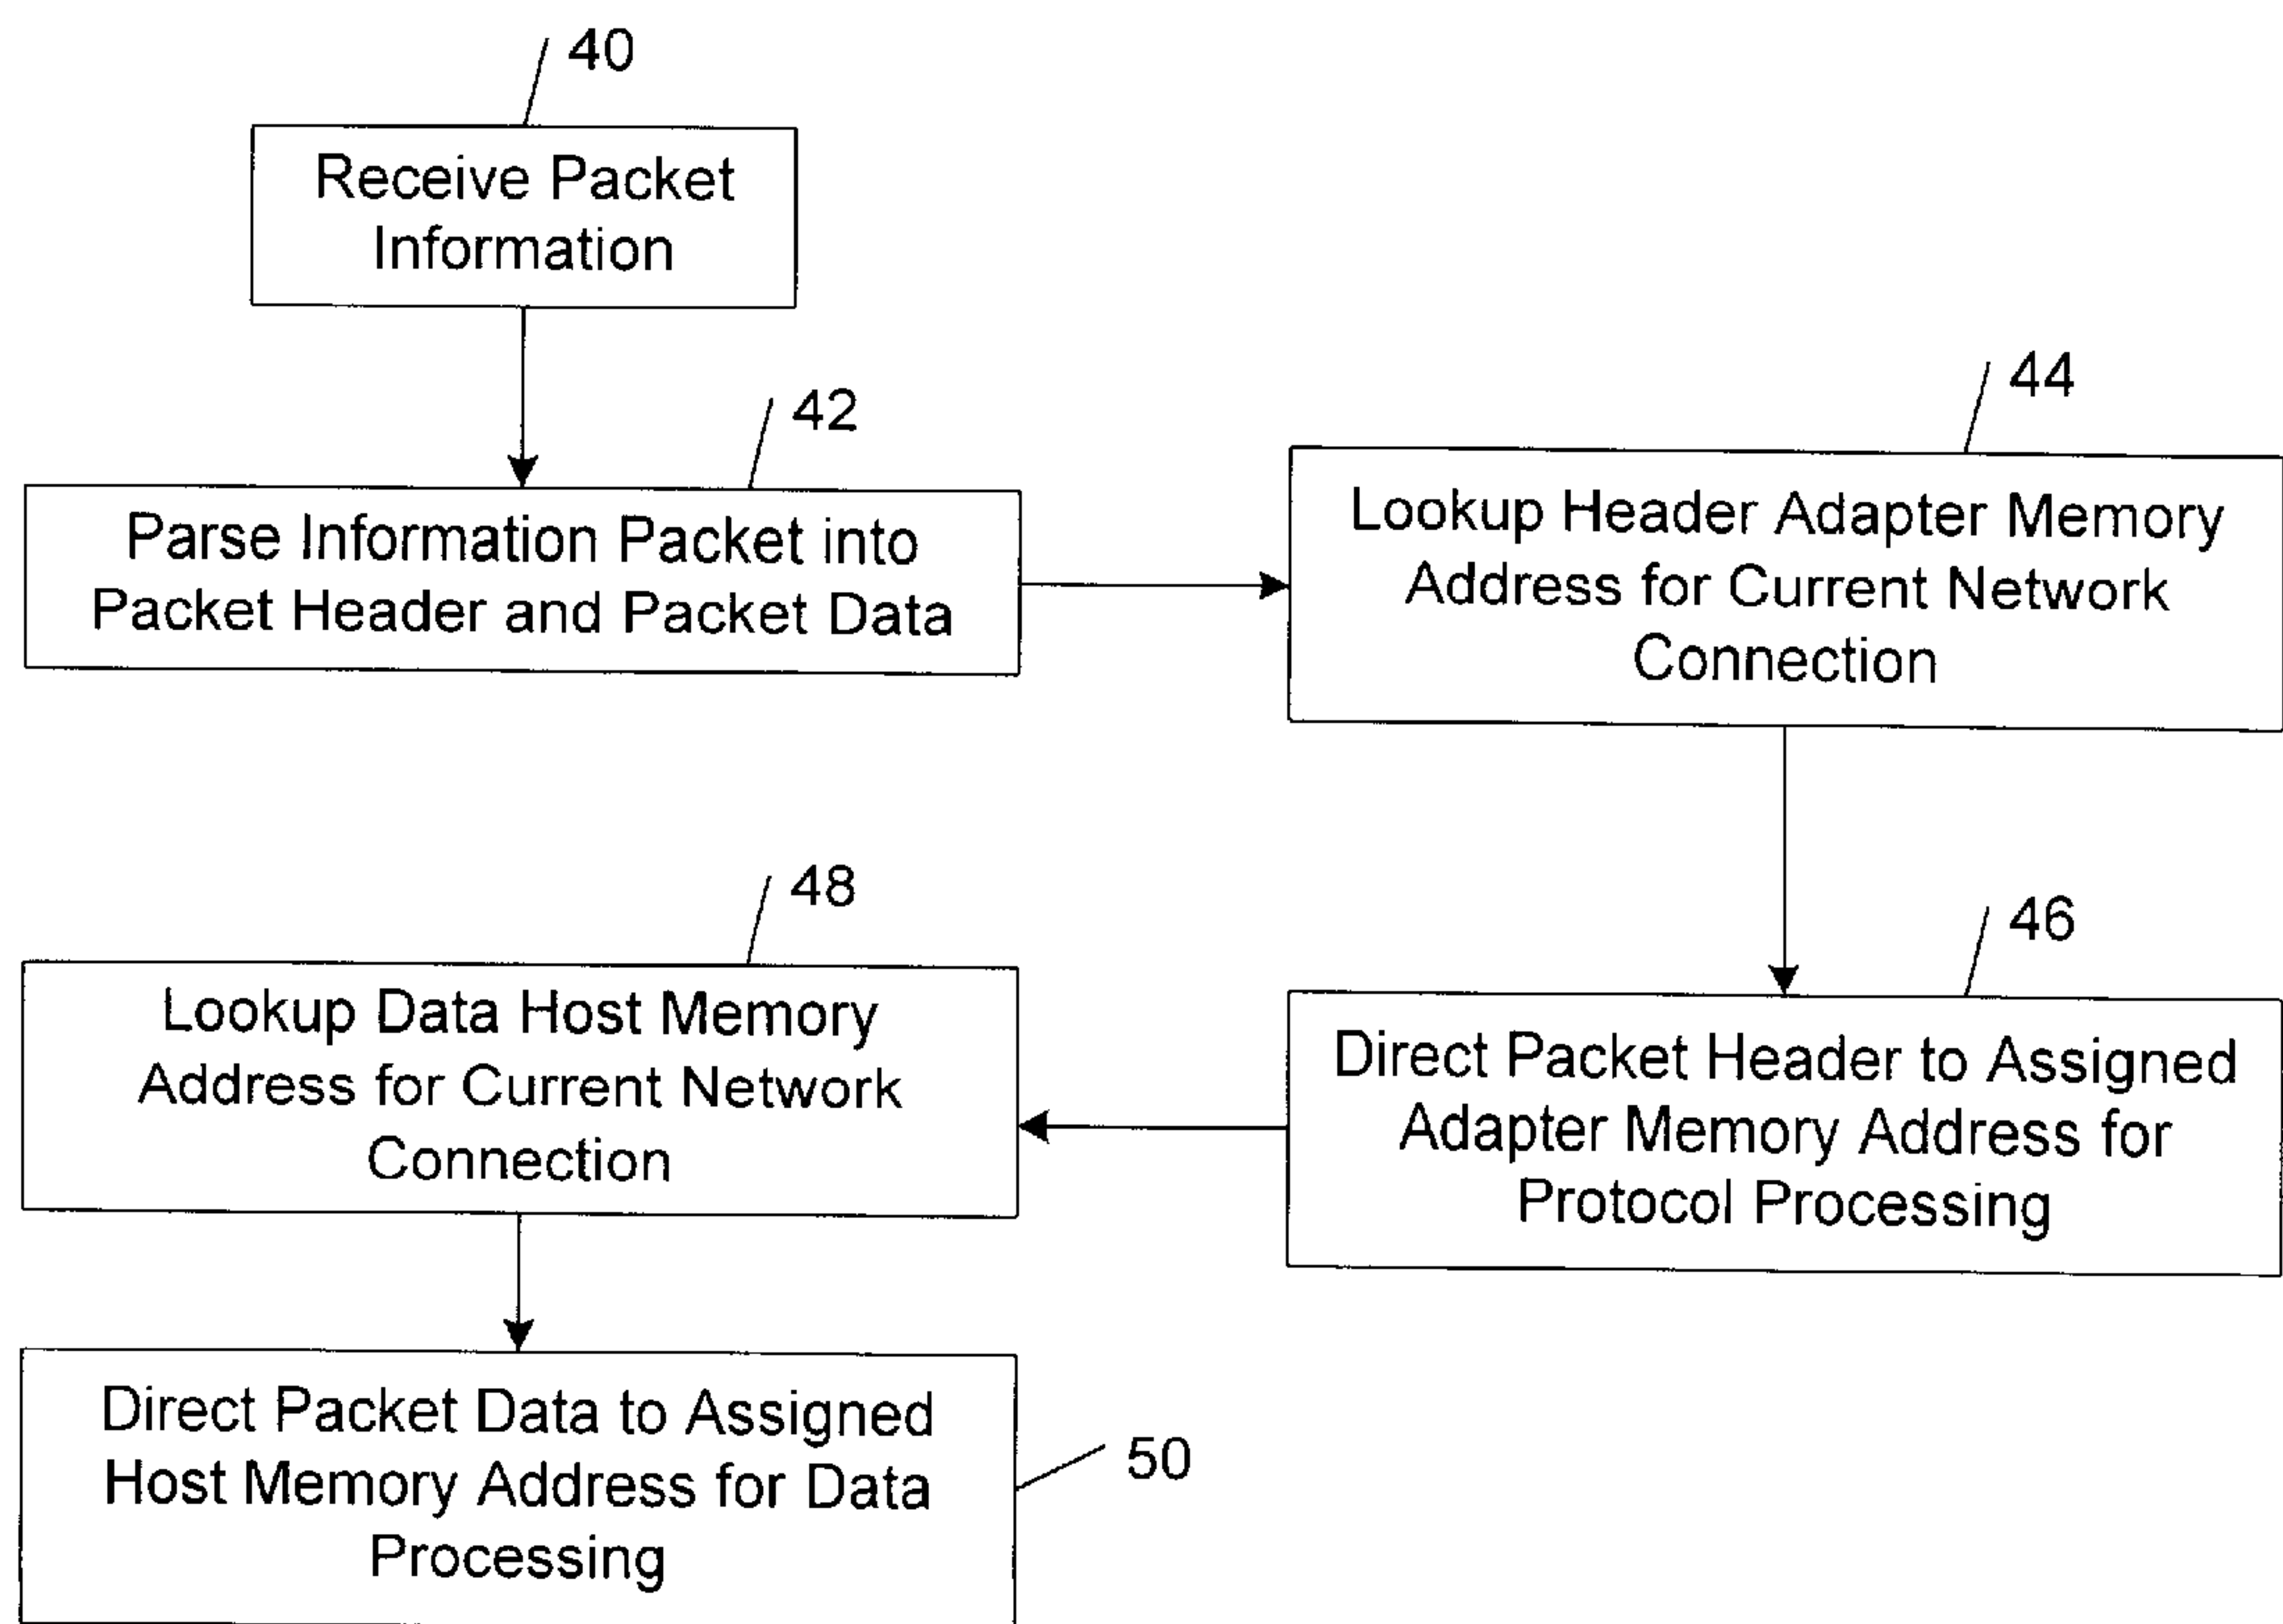 40
Receive Packet
Information
42
Parse Information Packet into
Packet Header and Packet Data
44
Lookup Header Adapter Memory
Address for Current Network
Connection
46
Direct Packet Header to Assigned
Adapter Memory Address for
Protocol Processing
48
Lookup Data Host Memory
Address for Current Network
Connection
Direct Packet Data to Assigned
Host Memory Address for Data
Processing
50